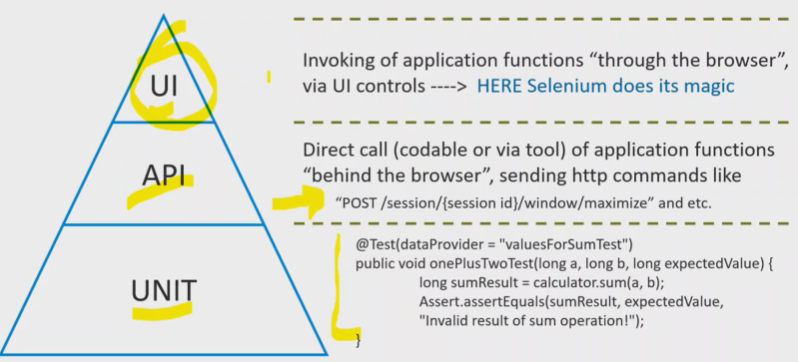 UI
Invoking of application functions “through the browser”,
via UI controls ----> HERE Selenium does its magic
API
Direct call (codable or via tool) of application functions
“behind the browser”, sending http commands like
“POST /session/{session id}/window/maximize” and etc.
UNIT
@Test(dataProvider = "valuesForSumTest")
public void onePlusTwoTest(long a, long b, long expectedValue) {
long sumResult = calculator.sum(a, b);
Assert.assertEquals(sumResult, expectedValue,
"Invalid result of sum operation!");
}